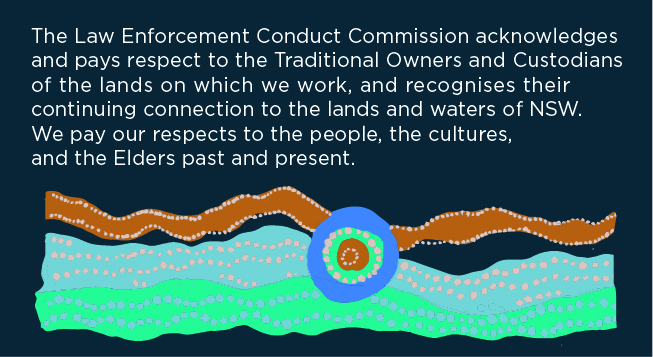 The Law Enforcement Conduct Commission acknowledges
and pays respect to the Traditional Owners and Custodians
of the lands on which we work, and recognises their
continuing connection to the lands and waters of NSW.
We pay our respects to the people, the cultures,
and the Elders past and present.